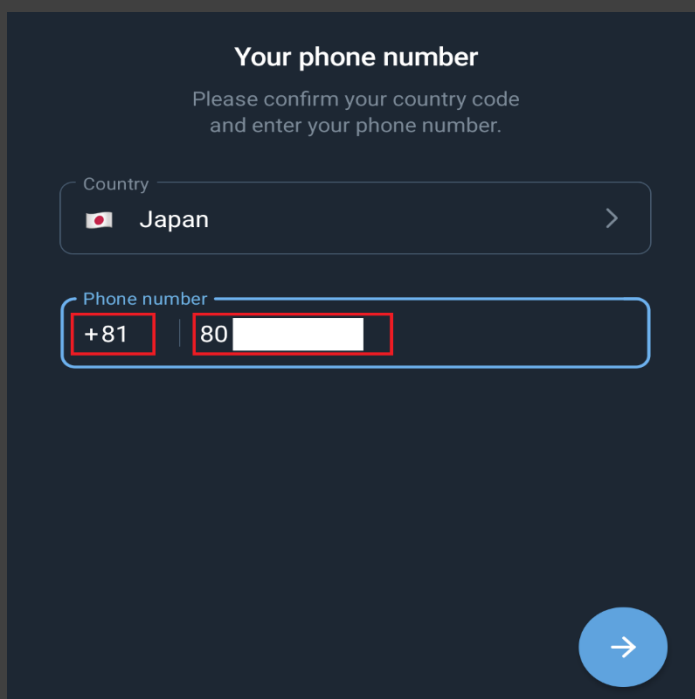 Your phone number
Please confirm your country code
and enter your phone number.
Country
Japan
Phone number
+81 80